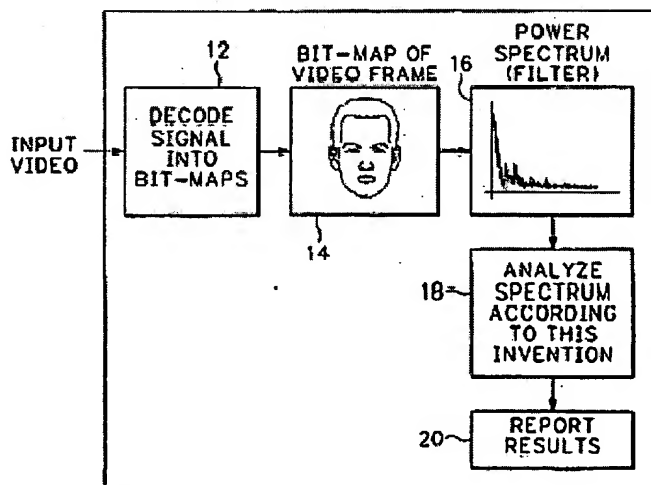 12
DECODE
SIGNAL
INTO
BIT-MAPS
INPUT
VIDEO
BIT-MAP OF
VIDEO FRAME
14
POWER
SPECTRUM
(FILTER)
16
18
ANALYZE
SPECTRUM
ACCORDING
TO THIS
INVENTION
20
REPORT
RESULTS